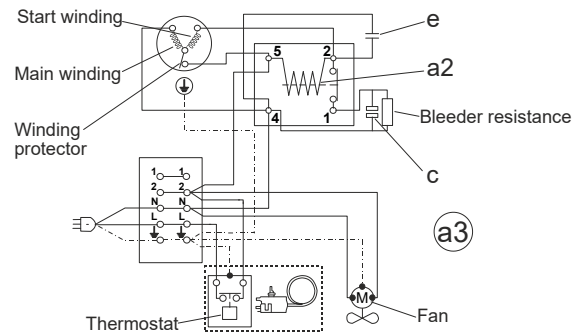 Start winding
Main winding
Winding
protector
5 2
4 1
e
a2
Bleeder resistance
c
1 1
2 2
N N
L L
a3
M
Fan
Thermostat